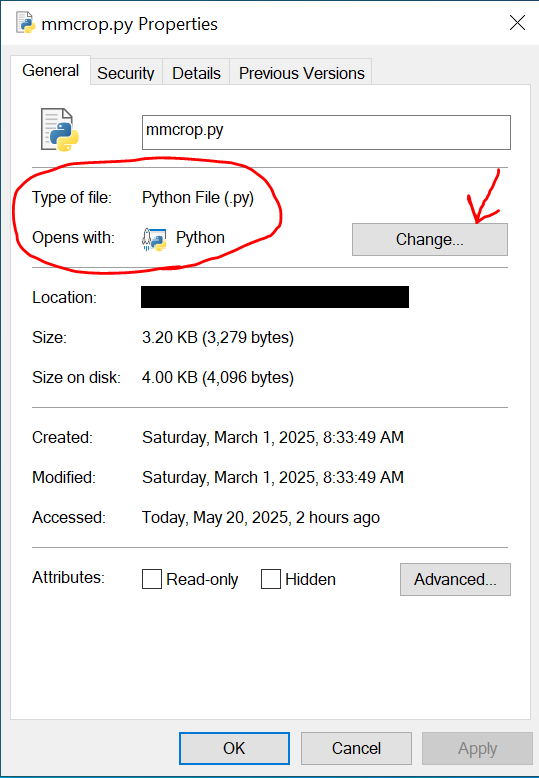 mmcrop.py Properties
General Security Details Previous Versions
mmcrop.py
Type of file: Python File (.py)
Opens with: Python Change...
Location:
Size: 3.20 KB (3,279 bytes)
Size on disk: 4.00 KB (4,096 bytes)
Created: Saturday, March 1, 2025, 8:33:49 AM
Modified: Saturday, March 1, 2025, 8:33:49 AM
Accessed: Today, May 20, 2025, 2 hours ago
Attributes: Read-only Hidden Advanced...
OK Cancel Apply